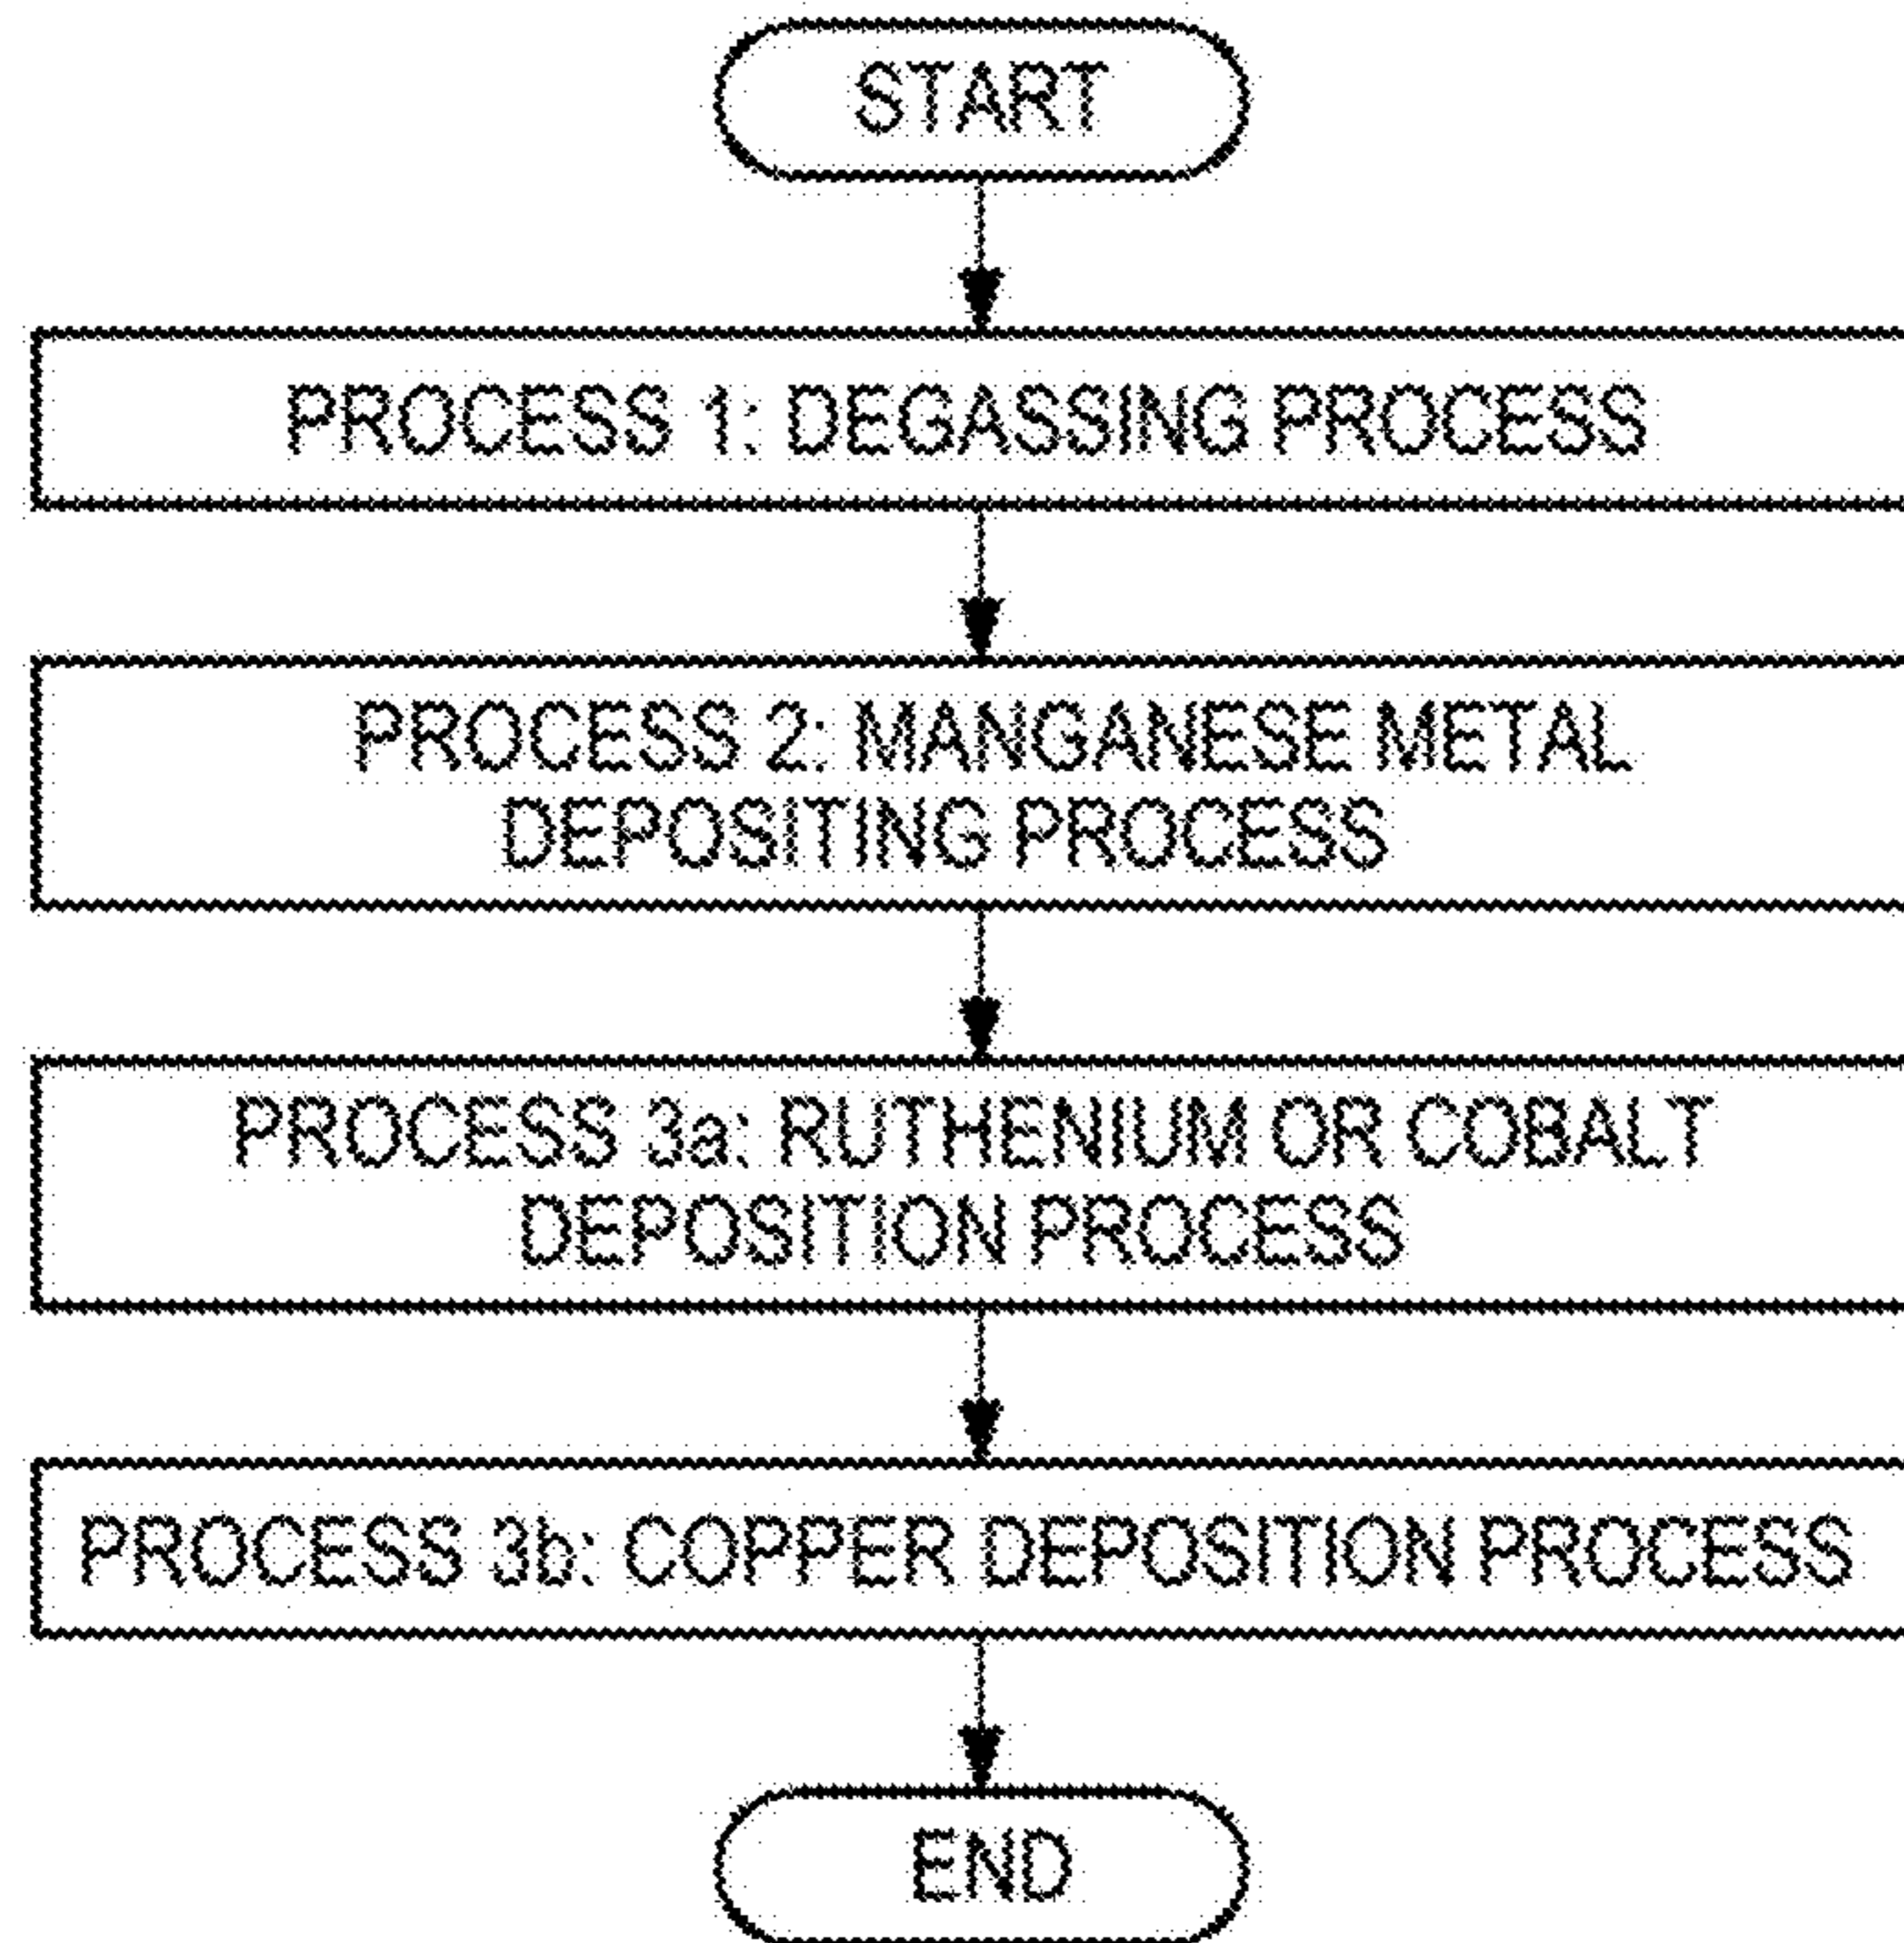 START
PROCESS 1: DEGASSING PROCESS
PROCESS 2: MANGANESE METAL
DEPOSITING PROCESS
PROCESS 3a: RUTHENIUM OR COBALT
DEPOSITION PROCESS
PROCESS 3b: COPPER DEPOSITION PROCESS
END